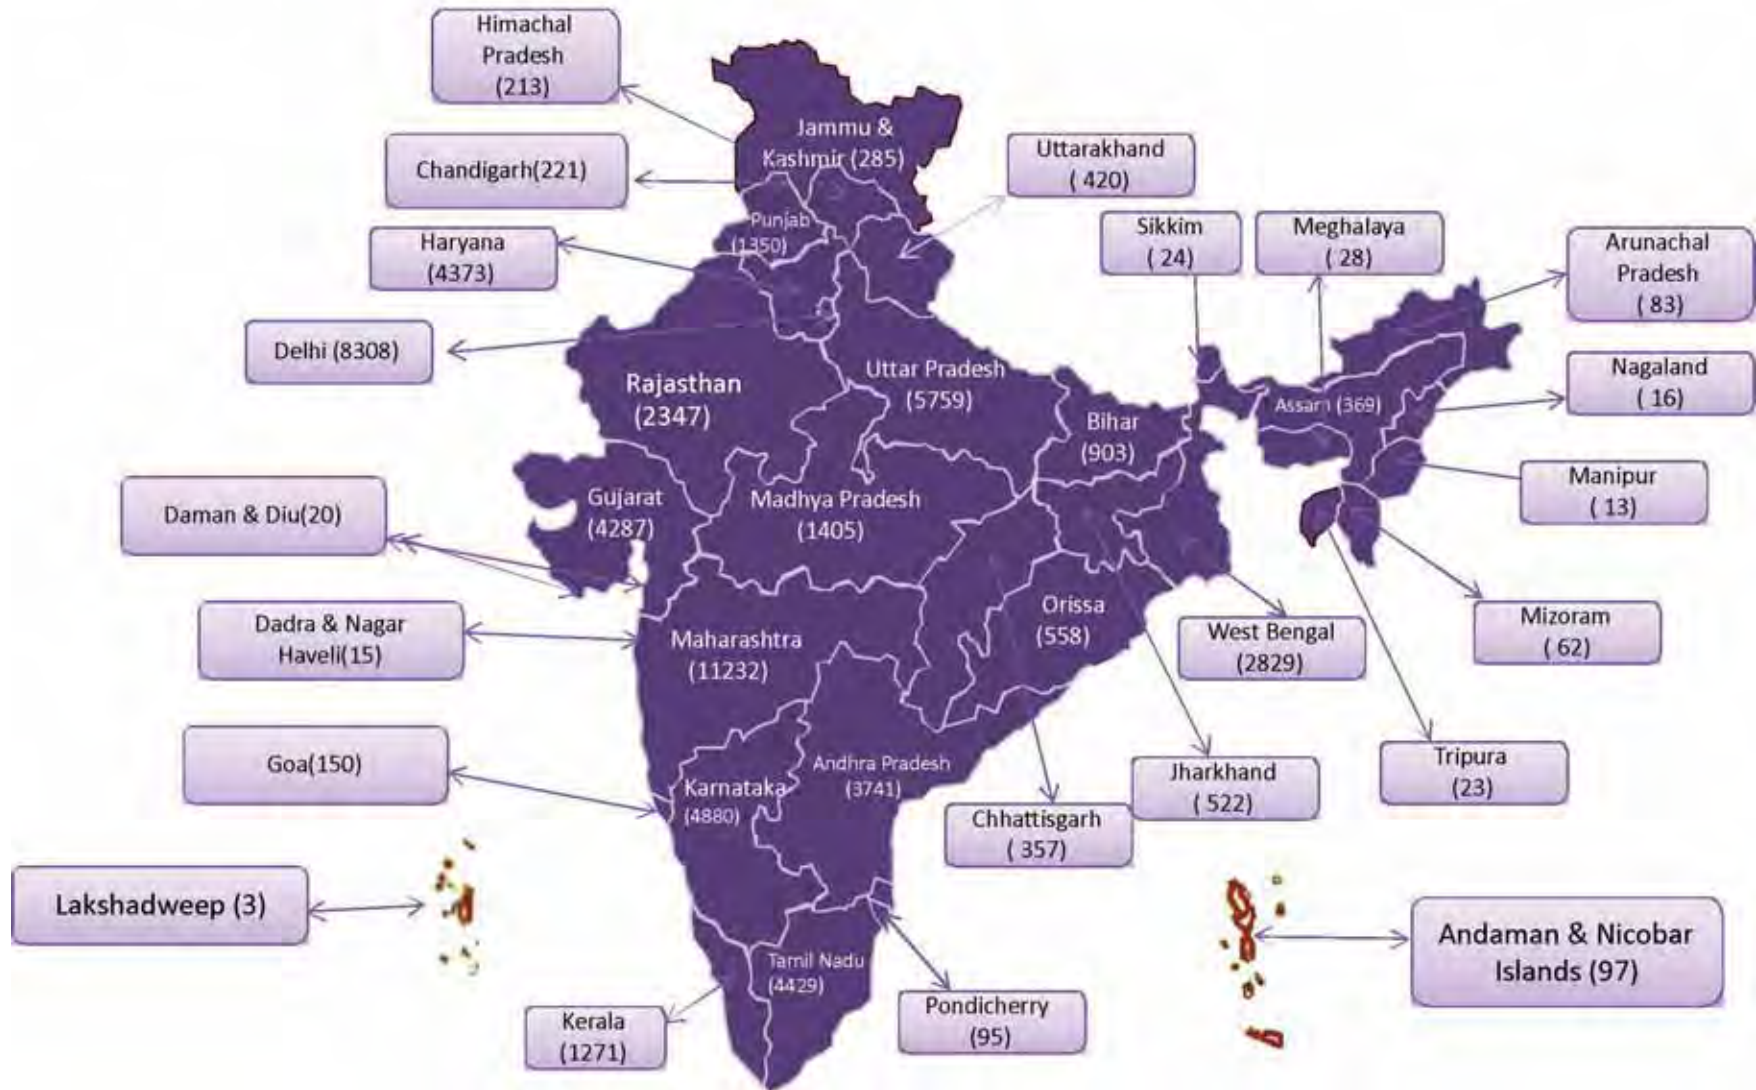 Himachal
Pradesh
(213)
Jammu &
Kashmir (285)
Uttarakhand
( 420)
Chandigarh(221)
Punjab
(1350)
Haryana
(4373)
Sikkim
( 24)
Meghalaya
( 28)
Arunachal
Pradesh
( 83)
Delhi (8308)
Rajasthan
(2347)
Uttar Pradesh
(5759)
Bihar
(903)
Assam (369)
Nagaland
( 16)
Daman & Diu(20)
Gujarat
(4287)
Madhya Pradesh
(1405)
Manipur
( 13)
Dadra & Nagar
Haveli(15)
Maharashtra
(11232)
Orissa
(558)
West Bengal
(2829)
Mizoram
( 62)
Goa(150)
Karnataka
(4880)
Andhra Pradesh
(3741)
Chhattisgarh
( 357)
Jharkhand
( 522)
Tripura
(23)
Lakshadweep (3)
Andaman & Nicobar
Islands (97)
Tamil Nadu
(4429)
Kerala
(1271)
Pondicherry
(95)